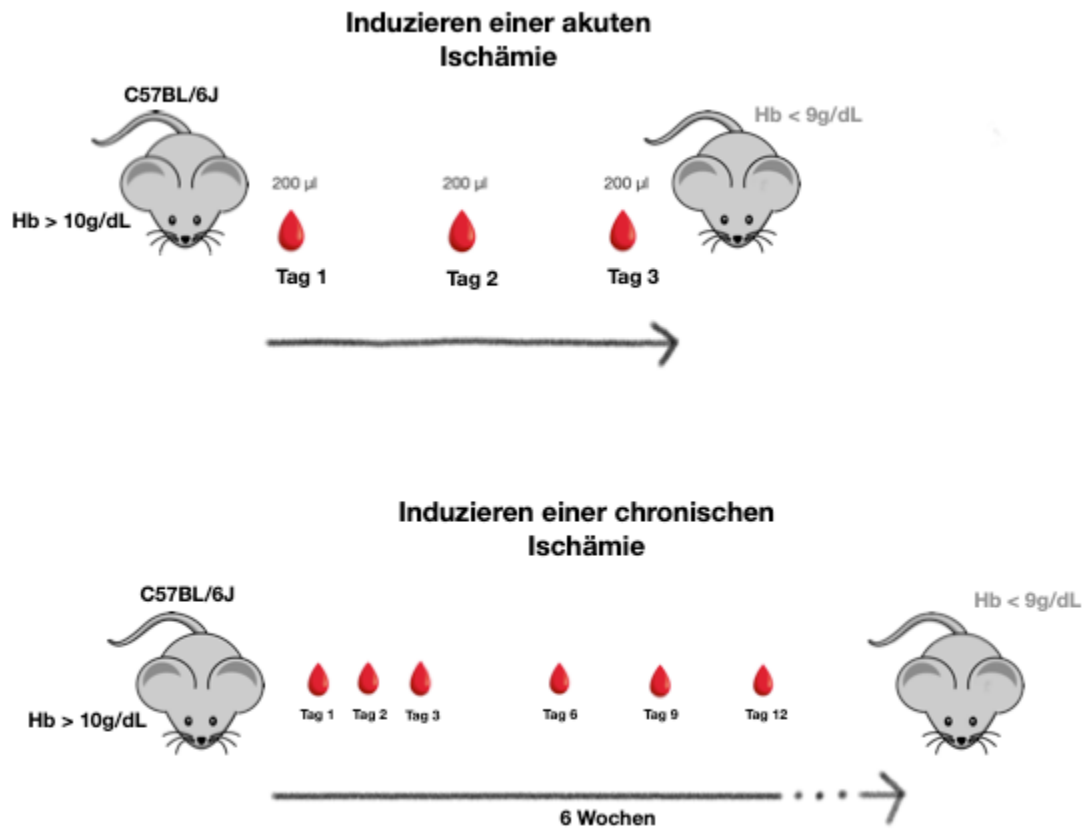 Induzieren einer akuten
Ischämie
C57BL/6J
Hb < 9g/dL
200 µl
200 µl
200 µl
Hb > 10g/dL
Tag 1
Tag 2
Tag 3
Induzieren einer chronischen
Ischämie
C57BL/6J
Hb < 9g/dL
Hb > 10g/dL
Tag 1
Tag 2
Tag 3
Tag 6
Tag 9
Tag 12
6 Wochen